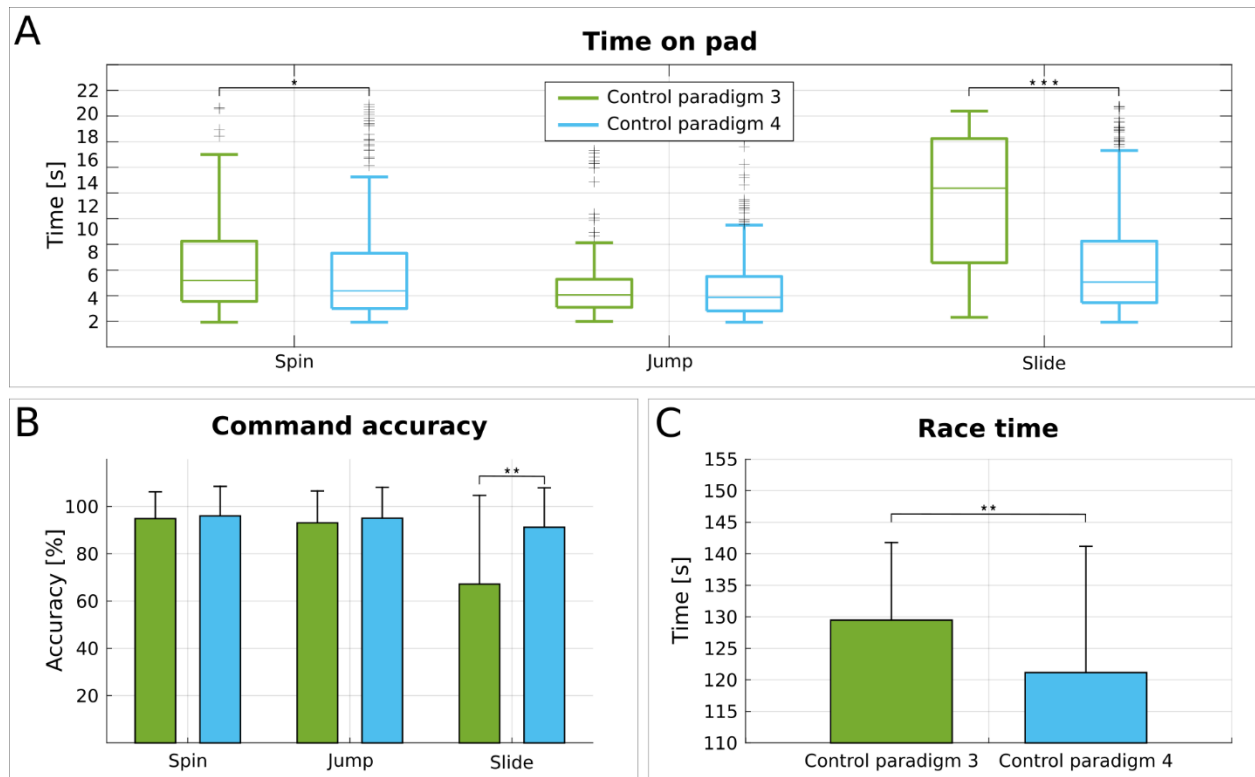 A
Time on pad
Time [s]
22
20
18
16
14
12
10
8
6
4
2
*
***
Control paradigm 3
Control paradigm 4
Spin
Jump
Slide
B
Command accuracy
Accuracy [%]
100
80
60
40
20
**
Spin
Jump
Slide
C
Race time
Time [s]
155
150
145
140
135
130
125
120
115
110
**
Control paradigm 3
Control paradigm 4